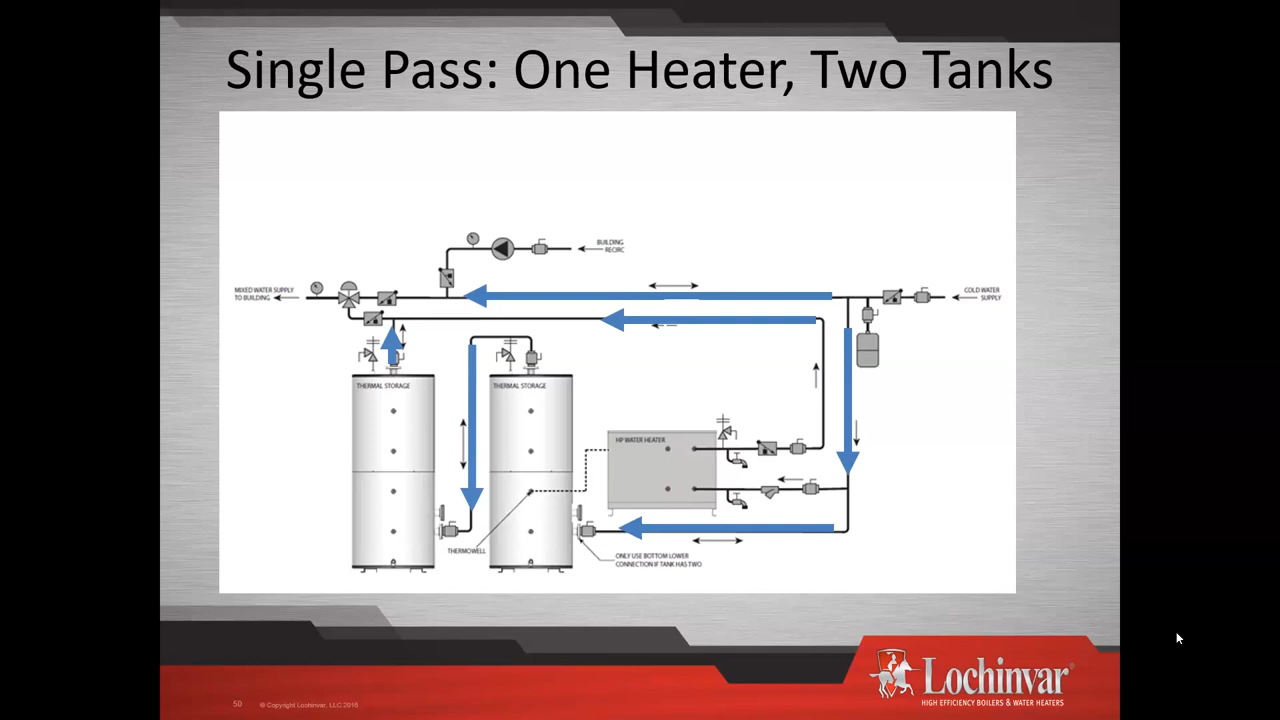 Single Pass: One Heater, Two Tanks
BUILDING
RECIRC
MIXED WATER SUPPLY
TO BUILDING
COLD WATER
SUPPLY
THERMAL STORAGE
THERMAL STORAGE
HP WATER HEATER
THERMOWELL
ONLY USE BOTTOM LOWER
CONNECTION IF TANK HAS TWO
Lochinvar®
HIGH EFFICIENCY BOILERS & WATER HEATERS
50
© Copyright Lochinvar, LLC 2016